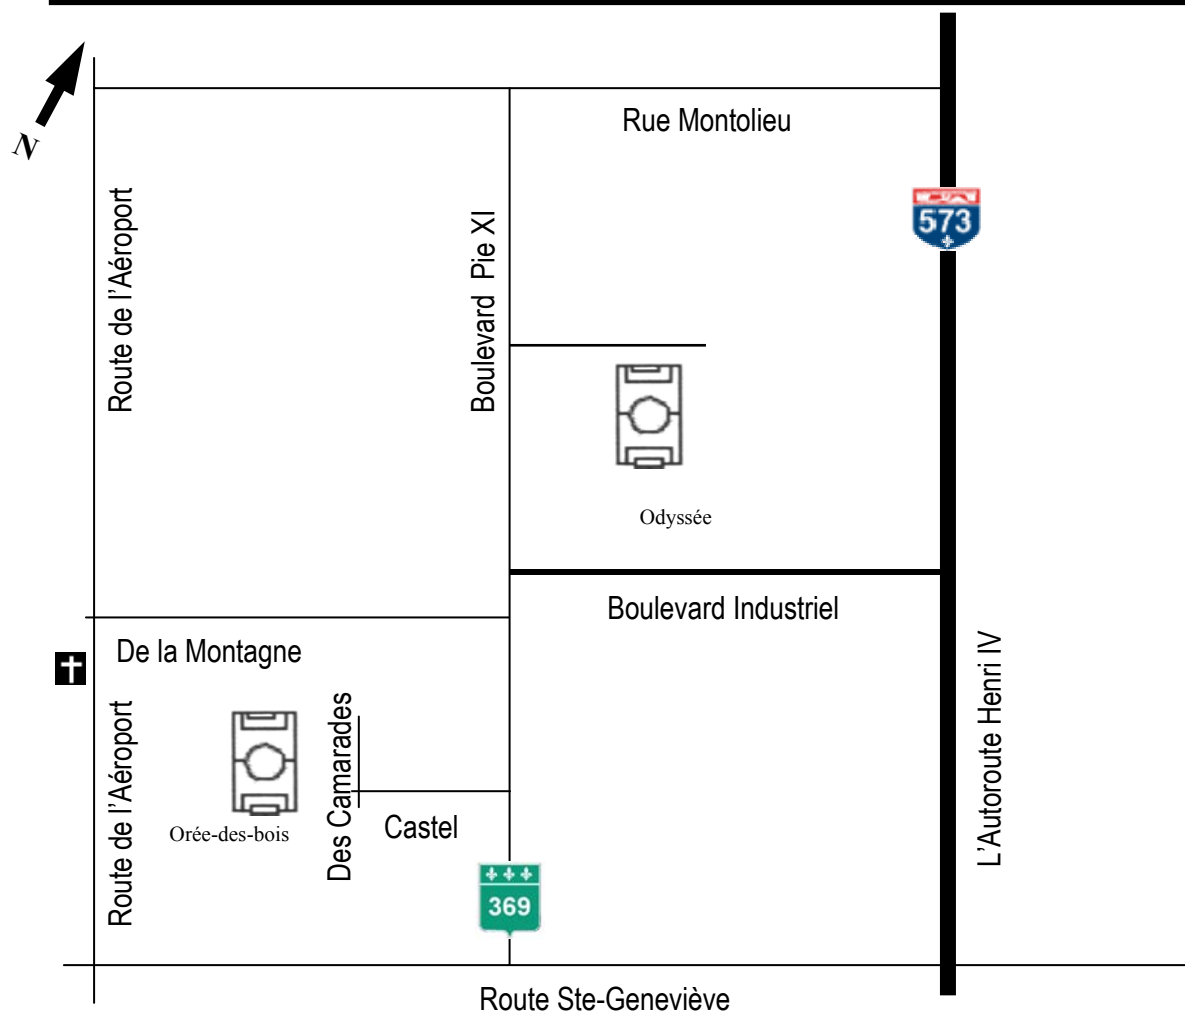 N
Rue Montolieu
Route de l'Aéroport
Boulevard Pie XI
573
Odyssée
Boulevard Industriel
De la Montagne
L'Autoroute Henri IV
Route de l'Aéroport
Des Camarades
Orée-des-bois
Castel
369
Route Ste-Geneviève